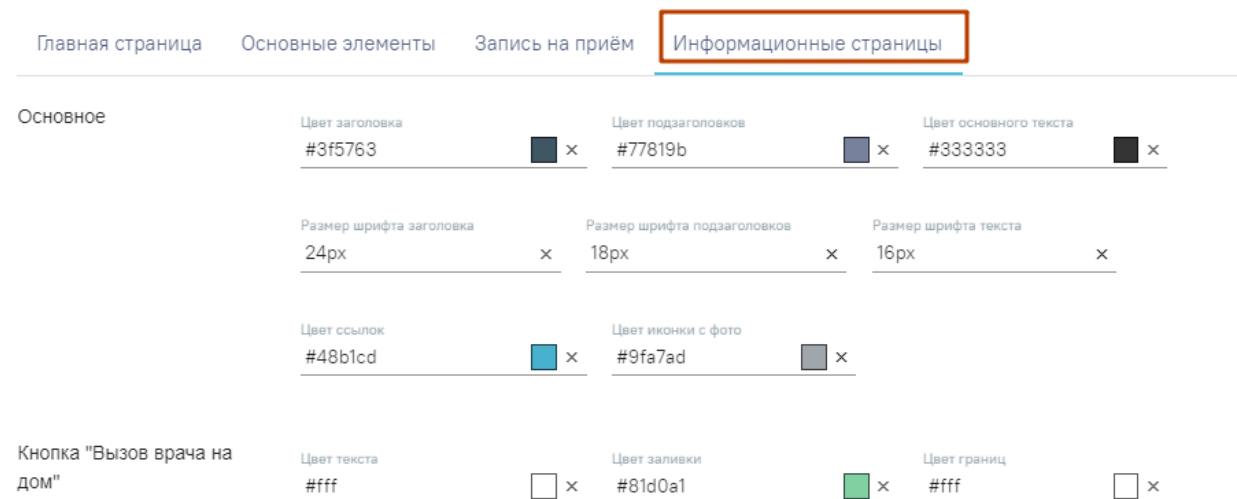 Главная страница Основные элементы Запись на приём Информационные страницы
Основное
Цвет заголовка Цвет подзаголовков Цвет основного текста
#3f5763 × #77819b × #333333 ×
Размер шрифта заголовка Размер шрифта подзаголовков Размер шрифта текста
24px × 18px × 16px ×
Цвет ссылок Цвет иконки с фото
#48b1cd × #9fa7ad ×
Кнопка "Вызов врача на
дом"
Цвет текста Цвет заливки Цвет границ
#fff × #81d0a1 × #fff ×